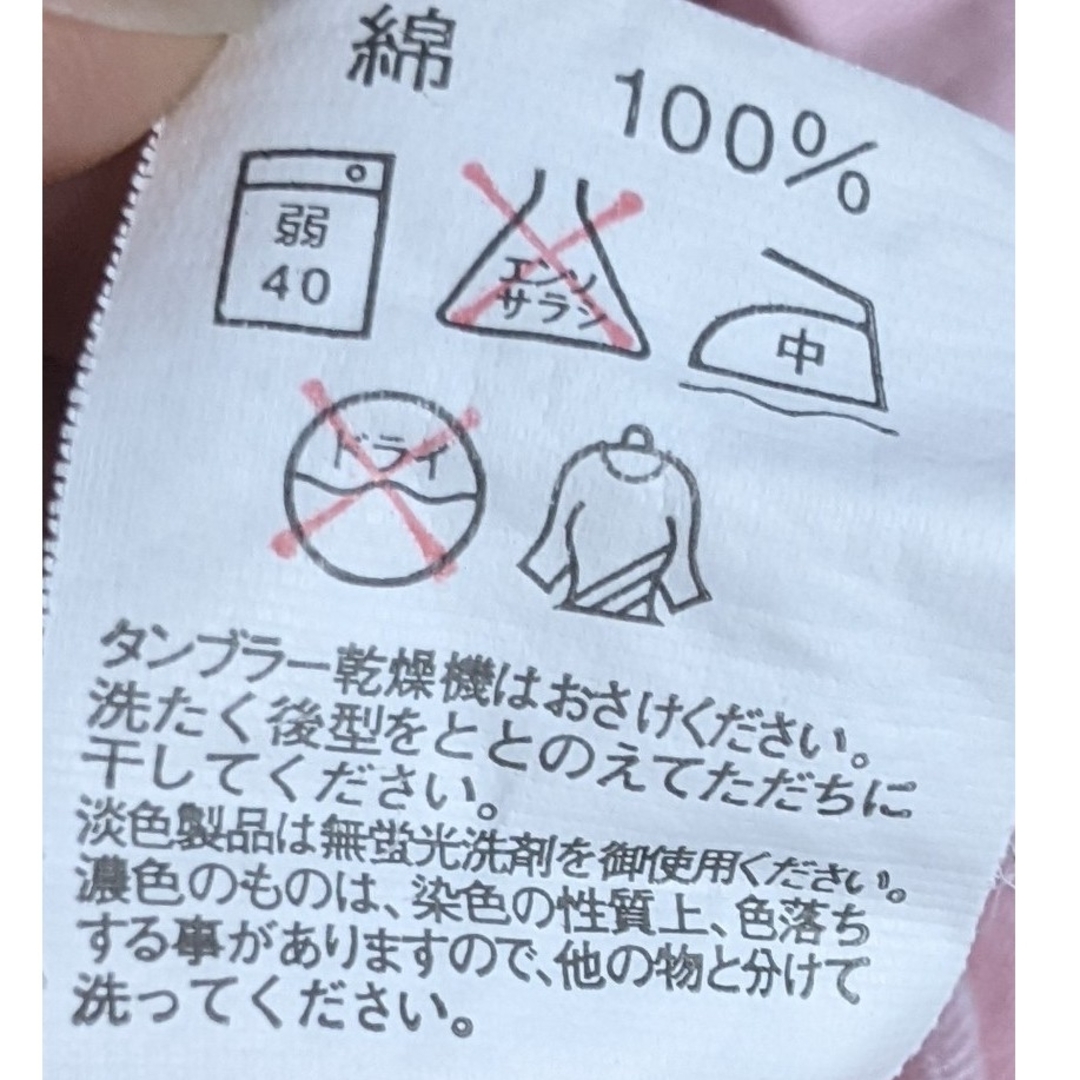 綿 100%
弱
40
エンソ
サラシ
中
ドライ
タンブラー乾燥機はおさけください。
洗たく後型をととのえてただちに
干してください。
淡色製品は無蛍光洗剤を御使用ください。
濃色のものは、染色の性質上、色落ち
する事がありますので、他の物と分けて
洗ってください。